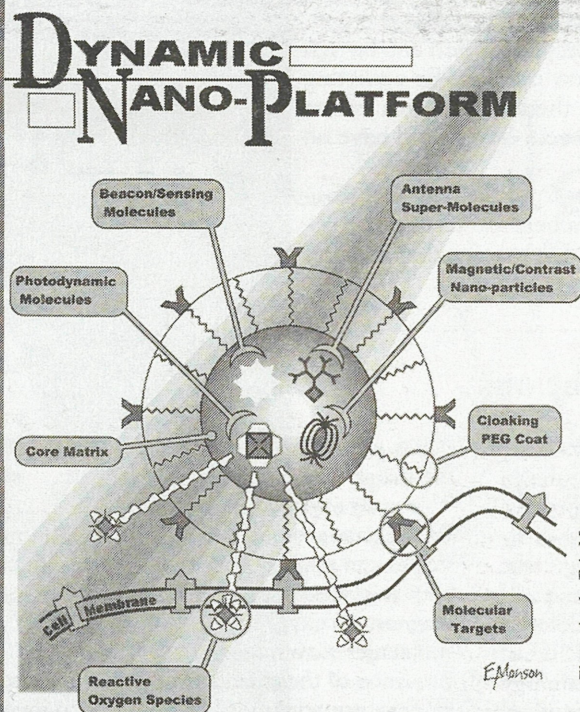 DYNAMIC
NANO-PLATFORM
Beacon/Sensing
Molecules
Antenna
Super-Molecules
Photodynamic
Molecules
Magnetic/Contrast
Nano-particles
Core Matrix
Cloaking
PEG Coat
Cell Membrane
Molecular
Targets
Reactive
Oxygen Species
E. Monson